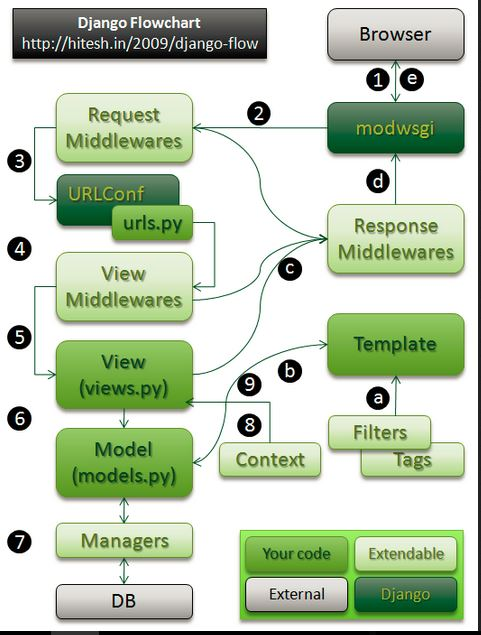 Django Flowchart
http://hitesh.in/2009/django-flow
Browser
1
e
modwsgi
2
Request
Middlewares
3
URLConf
urls.py
d
Response
Middlewares
4
View
Middlewares
c
5
View
(views.py)
Template
9
b
a
6
8
Model
(models.py)
Context
Filters
Tags
7
Managers
DB
Your code
Extendable
External
Django